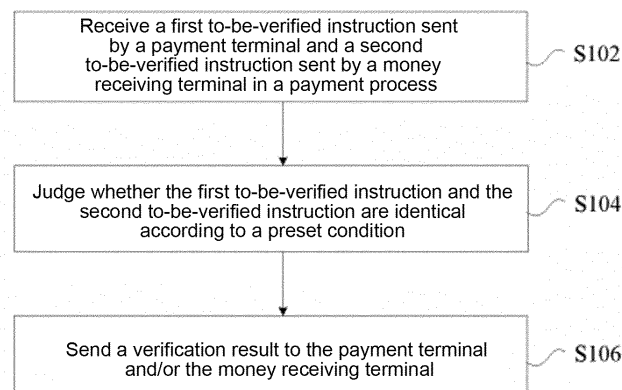 Receive a first to-be-verified instruction sent
by a payment terminal and a second
to-be-verified instruction sent by a money
receiving terminal in a payment process
S102
Judge whether the first to-be-verified instruction and the
second to-be-verified instruction are identical
according to a preset condition
S104
Send a verification result to the payment terminal
and/or the money receiving terminal
S106